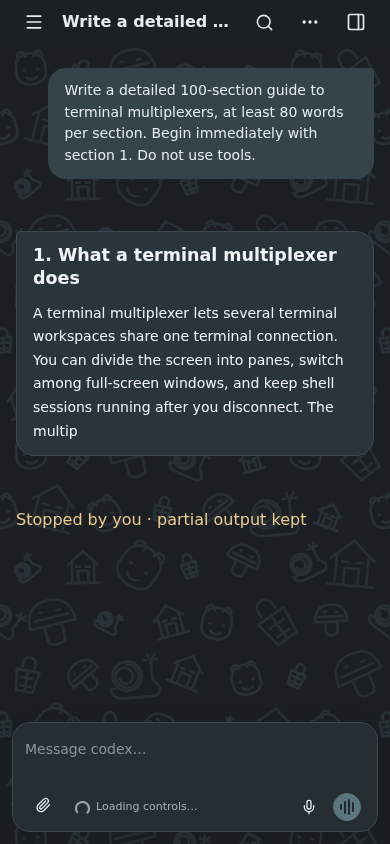 Write a detailed …
Write a detailed 100-section guide to
terminal multiplexers, at least 80 words
per section. Begin immediately with
section 1. Do not use tools.
1. What a terminal multiplexer
does
A terminal multiplexer lets several terminal
workspaces share one terminal connection.
You can divide the screen into panes, switch
among full-screen windows, and keep shell
sessions running after you disconnect. The
multip
Stopped by you · partial output kept
Message codex…
Loading controls…